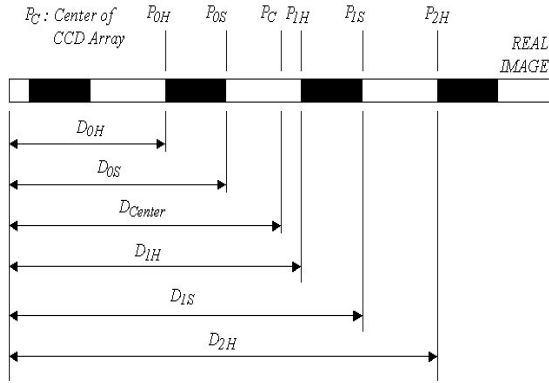 P_C : Center of
CCD Array
P_0H P_0S P_C P_1H P_1S P_2H
REAL
IMAGE
D_0H
D_0S
D_Center
D_1H
D_1S
D_2H